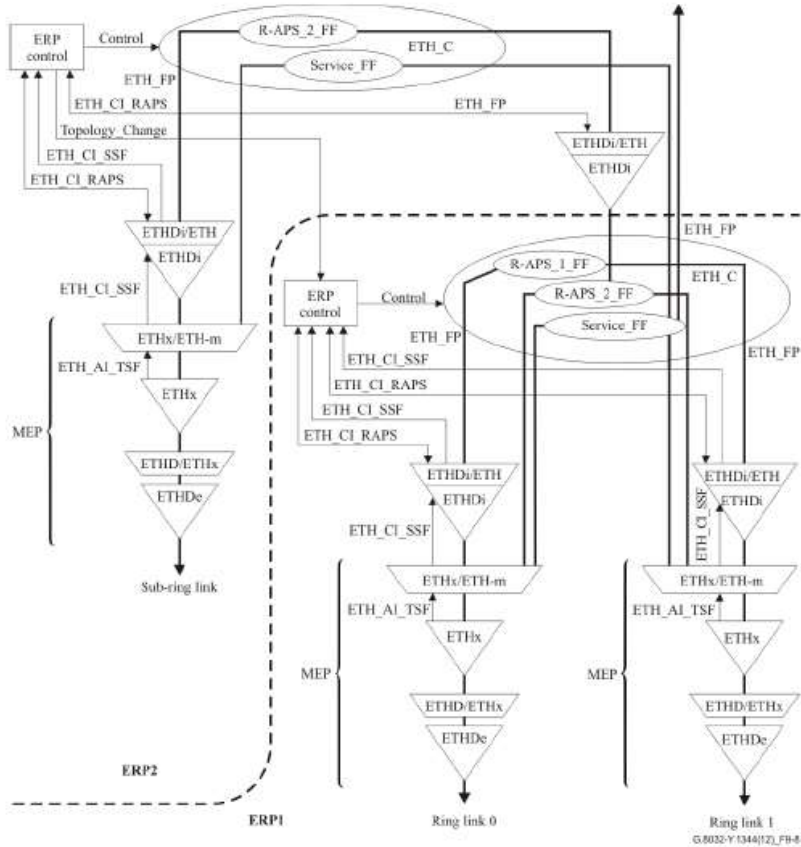 R-APS_2_FF
ERP
control
Control
ETH_C
Service_FF
ETH_FP
ETH_CI_RAPS
ETH_FP
Topology_Change
ETH_CI_SSF
ETH_CI_RAPS
ETHDi/ETH
ETHDi
ETHDi/ETH
ETHDi
ETH_FP
R-APS_1_FF
ETH_C
ETH_CI_SSF
ERP
control
Control
R-APS_2_FF
Service_FF
ETHx/ETH-m
ETH_FP
ETH_FP
ETH_CI_SSF
ETH_AI_TSF
ETH_CI_RAPS
ETHx
ETH_CI_SSF
MEP
ETH_CI_RAPS
ETHD/ETHx
ETHDi/ETH
ETHDi/ETH
ETHDe
ETHDi
ETHDi
ETH_CI_SSF
ETH_CI_SSF
Sub-ring link
ETHx/ETH-m
ETHx/ETH-m
ETH_AI_TSF
ETH_AI_TSF
ETHx
ETHx
MEP
MEP
ETHD/ETHx
ETHD/ETHx
ETHDe
ETHDe
ERP2
ERP1
Ring link 0
Ring link 1
G.8032-Y.1344(12)_F9-8